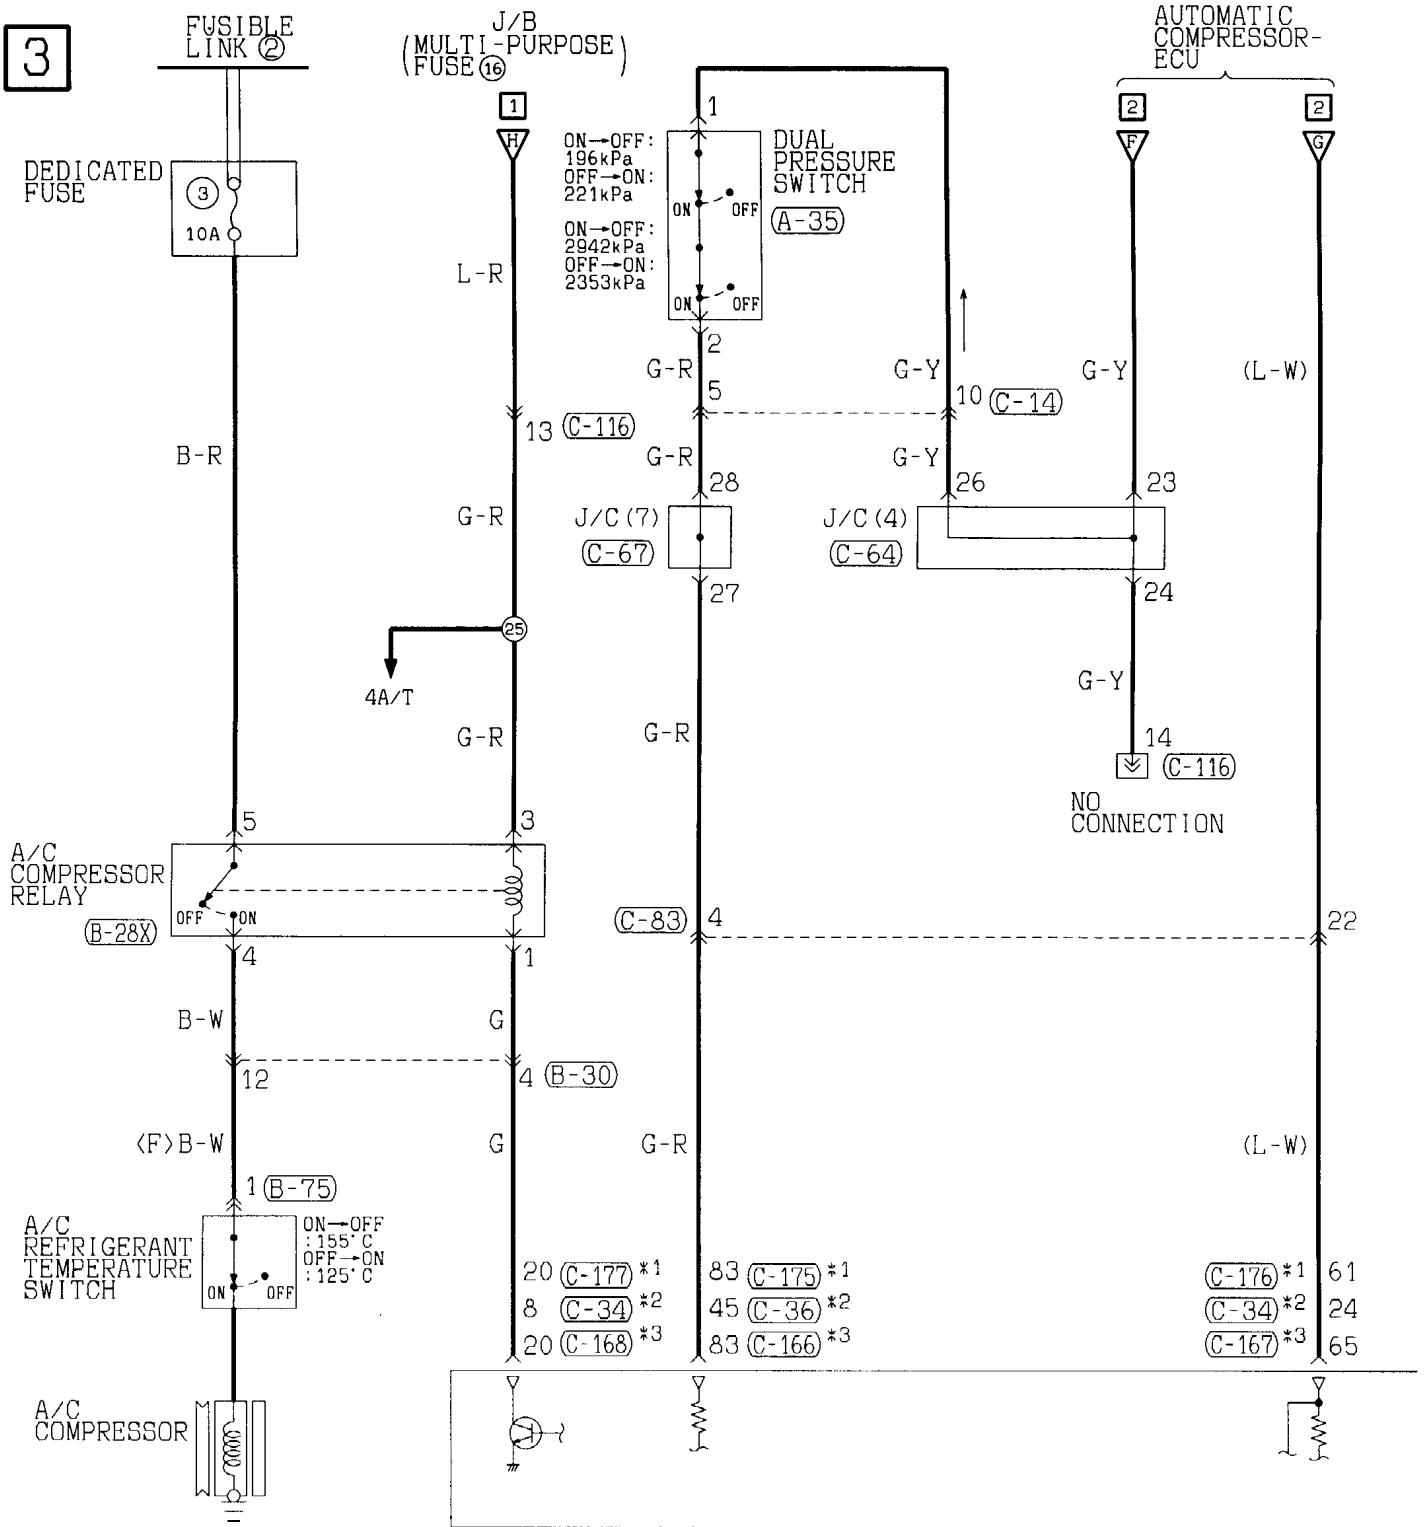 3
FUSIBLE
LINK ②
J/B
(MULTI-PURPOSE
FUSE ⑯)
AUTOMATIC
COMPRESSOR-
ECU
1
H
2
F
2
G
DEDICATED
FUSE
3
10A
1
ON→OFF:
196kPa
OFF→ON:
221kPa
ON→OFF:
2942kPa
OFF→ON:
2353kPa
ON OFF
ON OFF
DUAL
PRESSURE
SWITCH
A-35
L-R
2
G-R
5
G-Y
G-Y
(L-W)
10 C-14
13 C-116
B-R
G-R
G-Y
28
26
23
G-R
J/C(7)
C-67
J/C(4)
C-64
27
24
25
4A/T
G-Y
G-R
G-R
14
C-116
NO
CONNECTION
5
3
A/C
COMPRESSOR
RELAY
B-28X
OFF ON
C-83 4
22
4
1
B-W
G
12
4 B-30
<F>B-W
G
G-R
(L-W)
1 B-75
A/C
REFRIGERANT
TEMPERATURE
SWITCH
ON→OFF
:155°C
OFF→ON
:125°C
ON OFF
20 C-177 *1
8 C-34 *2
20 C-168 *3
83 C-175 *1
45 C-36 *2
83 C-166 *3
C-176 *1 61
C-34 *2 24
C-167 *3 65
A/C
COMPRESSOR